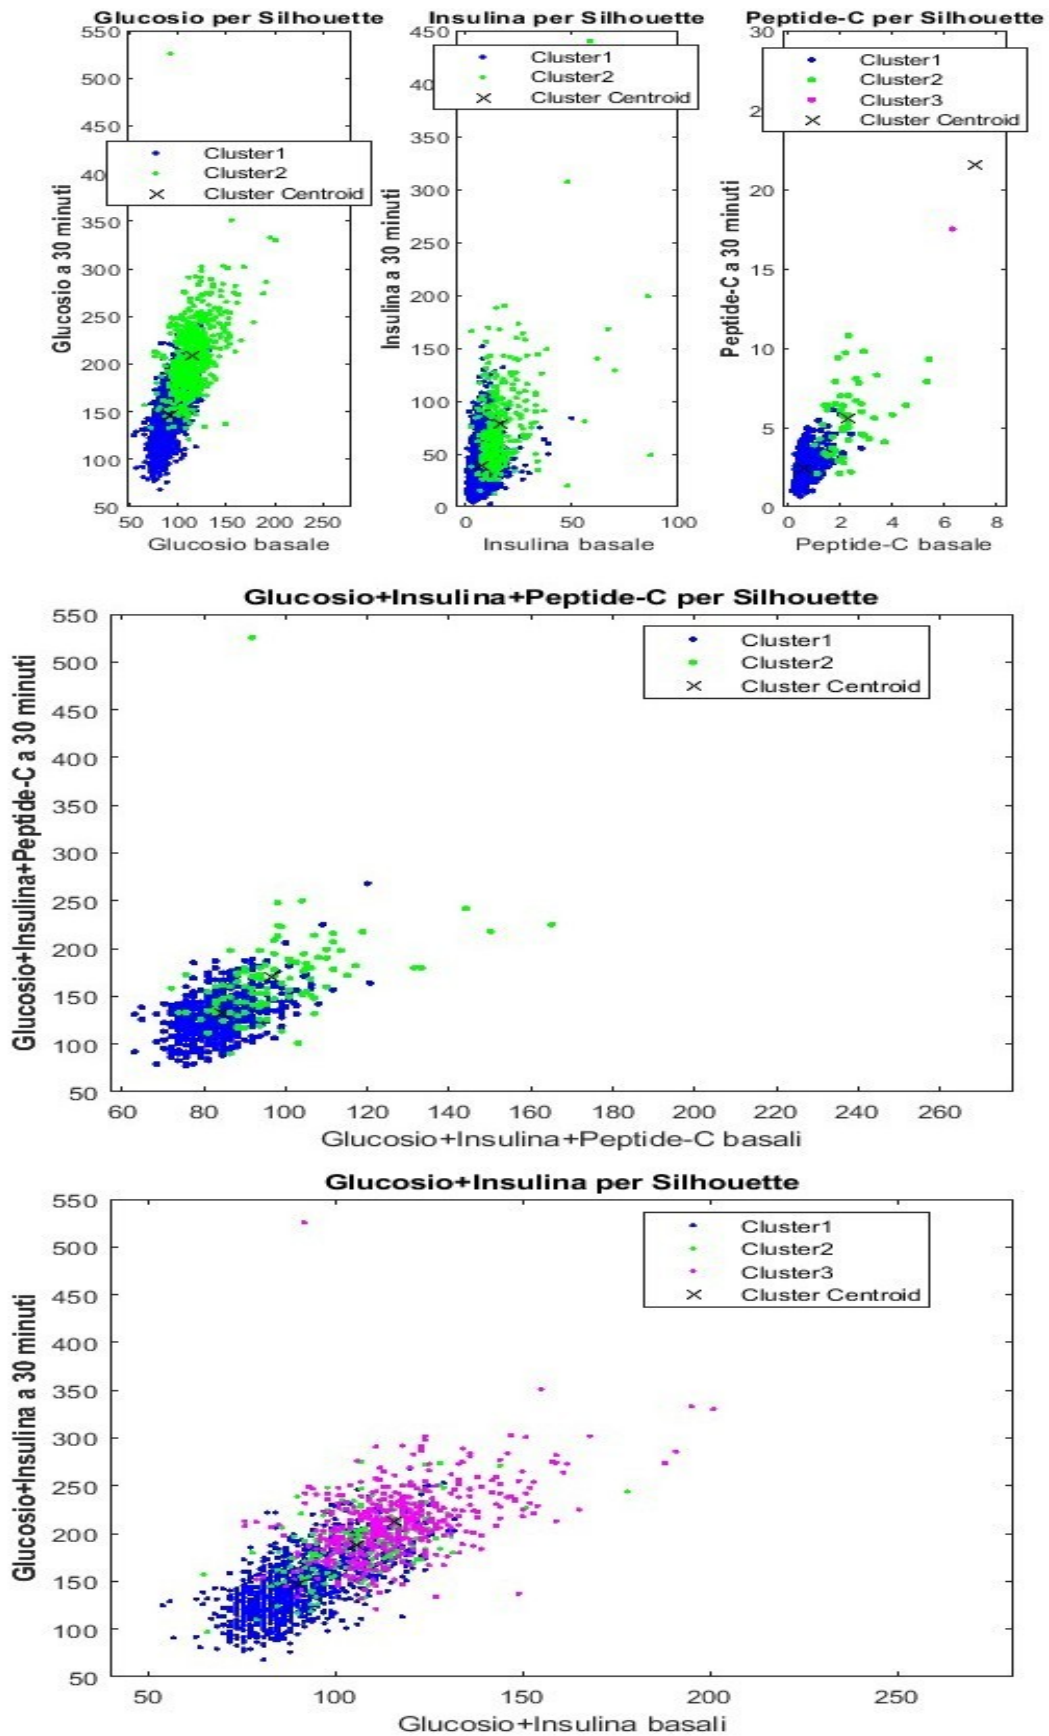 Glucosio per Silhouette
550
500
450
40
350
300
250
200
150
100
50
50 100 150 200 250
Glucosio basale
Glucosio a 30 minuti
Cluster1
Cluster2
Cluster Centroid
Insulina per Silhouette
450
40
350
300
250
200
150
100
50
0
0 50 100
Insulina basale
Insulina a 30 minuti
Cluster1
Cluster2
Cluster Centroid
Peptide-C per Silhouette
30
2
20
15
10
5
0
0 2 4 6 8
Peptide-C basale
Peptide-C a 30 minuti
Cluster1
Cluster2
Cluster3
Cluster Centroid
Glucosio+Insulina+Peptide-C per Silhouette
550
500
450
400
350
300
250
200
150
100
50
60 80 100 120 140 160 180 200 220 240 260
Glucosio+Insulina+Peptide-C basali
Glucosio+Insulina+Peptide-C a 30 minuti
Cluster1
Cluster2
Cluster Centroid
Glucosio+Insulina per Silhouette
550
500
450
400
350
300
250
200
150
100
50
50 100 150 200 250
Glucosio+Insulina basali
Glucosio+Insulina a 30 minuti
Cluster1
Cluster2
Cluster3
Cluster Centroid